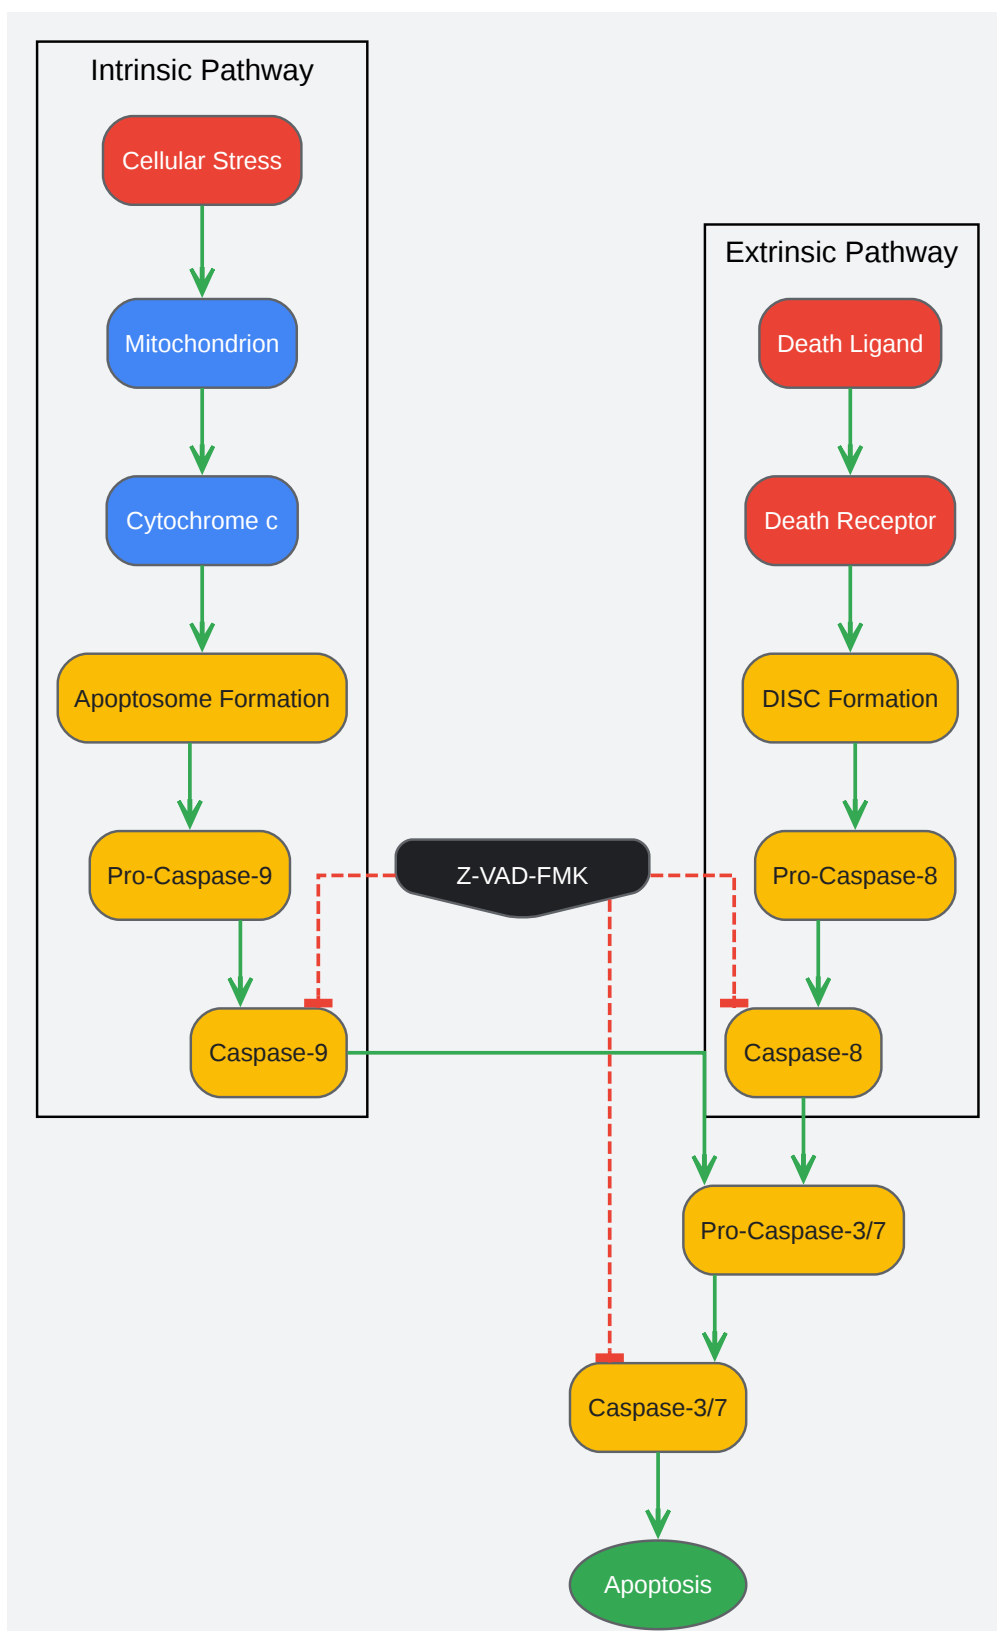 Intrinsic Pathway
Cellular Stress
Mitochondrion
Cytochrome c
Apoptosome Formation
Pro-Caspase-9
Caspase-9
Z-VAD-FMK
Extrinsic Pathway
Death Ligand
Death Receptor
DISC Formation
Pro-Caspase-8
Caspase-8
Pro-Caspase-3/7
Caspase-3/7
Apoptosis